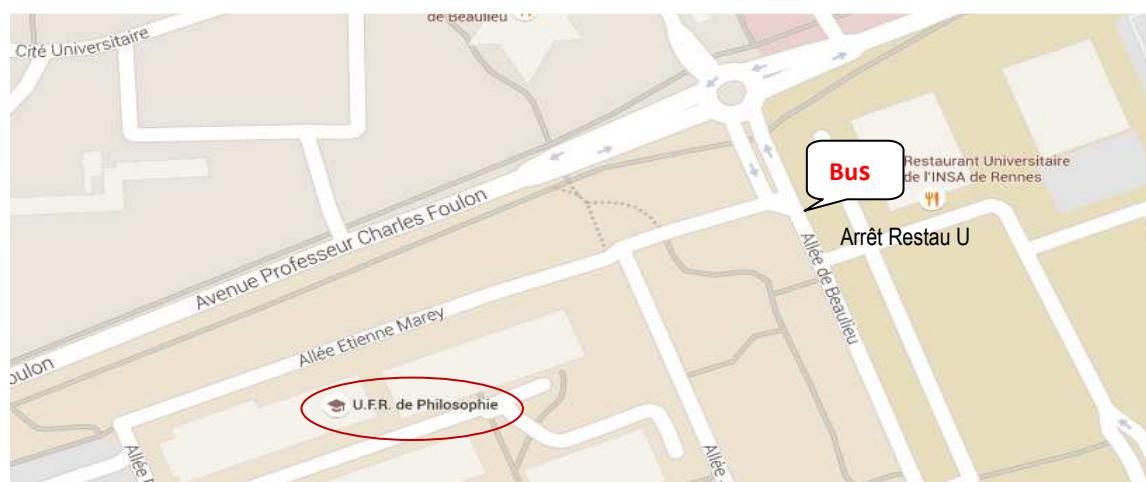 de Beaulieu
Cité Universitaire
Bus
Restaurant Universitaire
de l'INSA de Rennes
Arrêt Restau U
Avenue Professeur Charles Foulon
Allée de Beaulieu
Allée Etienne Marey
oulon
U.F.R. de Philosophie
Allée
Allée